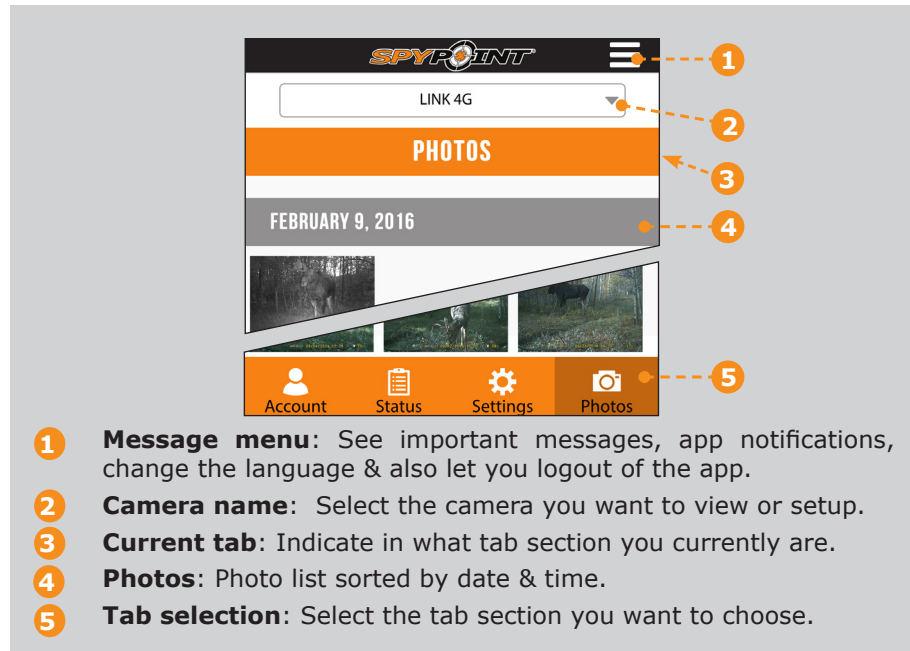 SPYPOINT
1
LINK 4G
2
PHOTOS
3
FEBRUARY 9, 2016
4
5
Account Status Settings Photos
1 Message menu: See important messages, app notifications,
change the language & also let you logout of the app.
2 Camera name: Select the camera you want to view or setup.
3 Current tab: Indicate in what tab section you currently are.
4 Photos: Photo list sorted by date & time.
5 Tab selection: Select the tab section you want to choose.